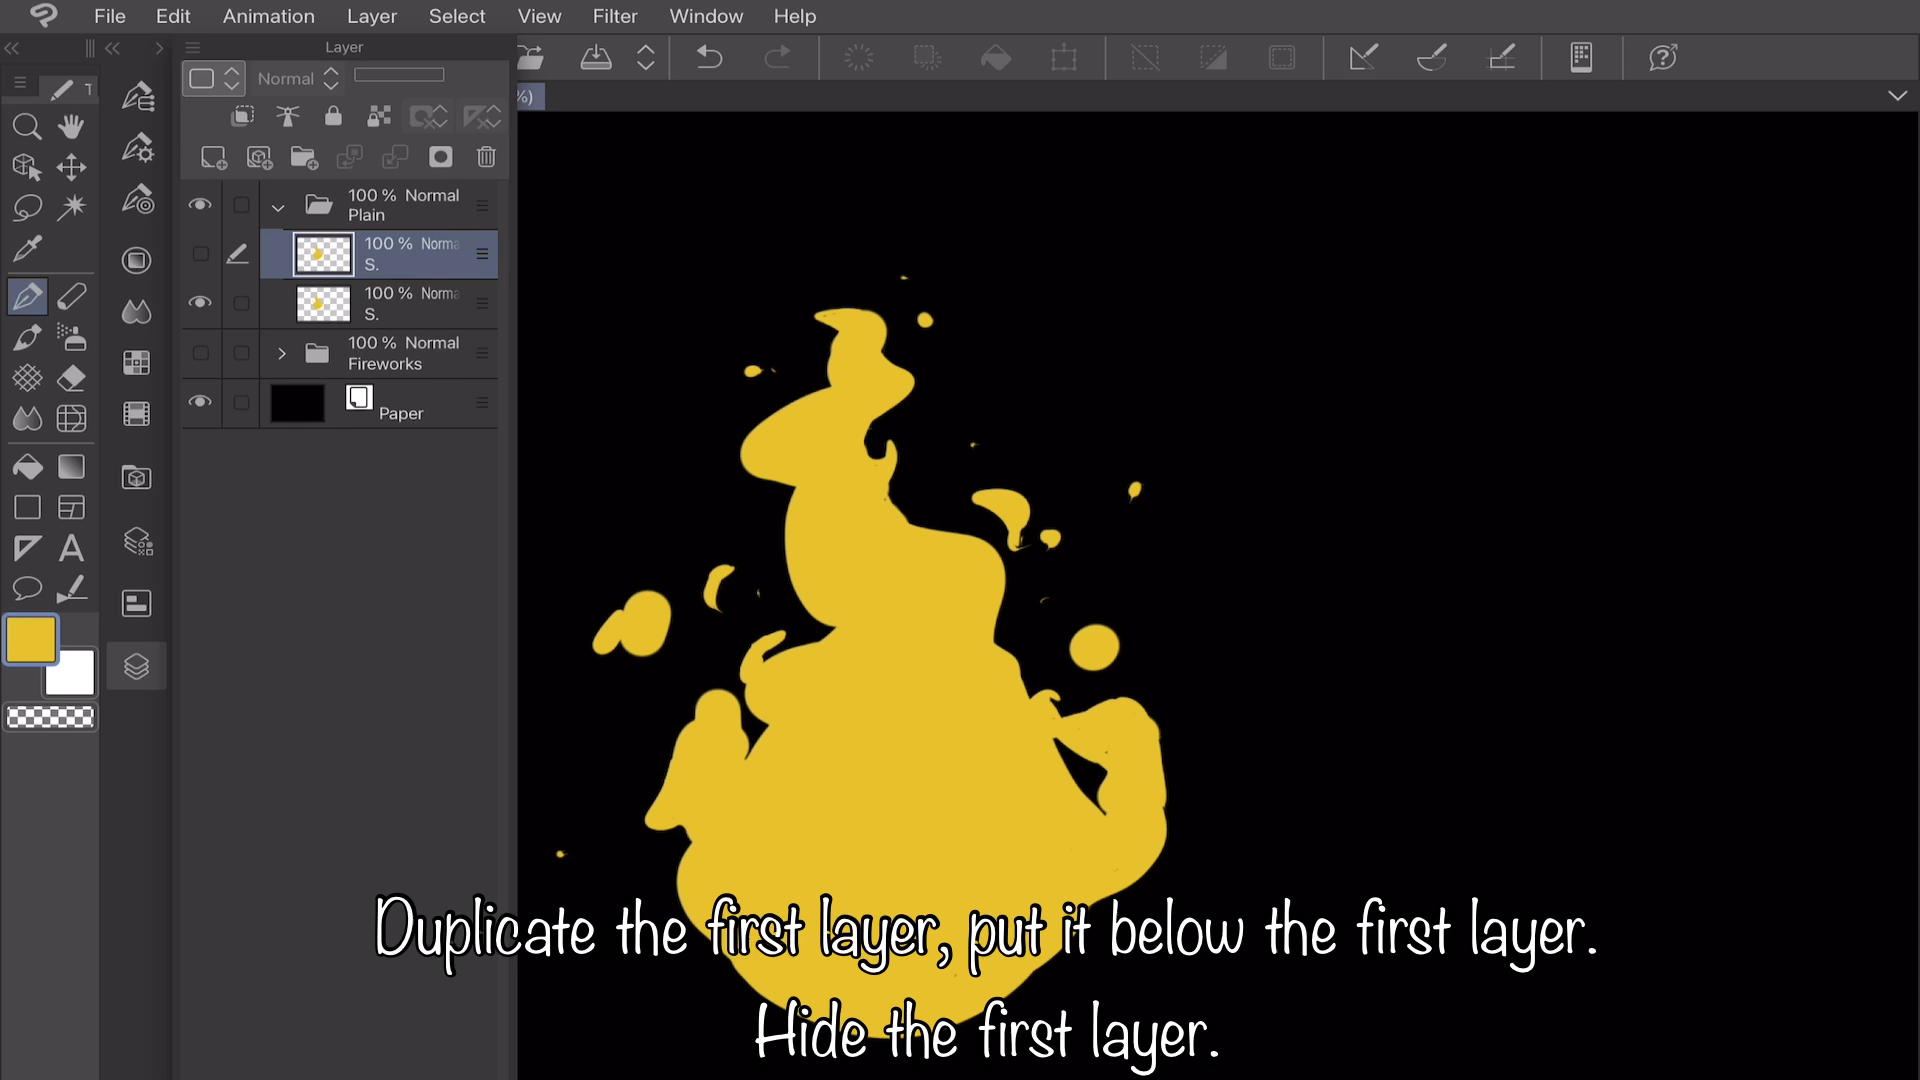 File Edit Animation Layer Select View Filter Window Help
Layer
Normal
T
%)
100 % Normal
Plain
100 % Norma
S.
100 % Norma
S.
100 % Normal
Fireworks
Paper
A
Duplicate the first layer, put it below the first layer.
Hide the first layer.